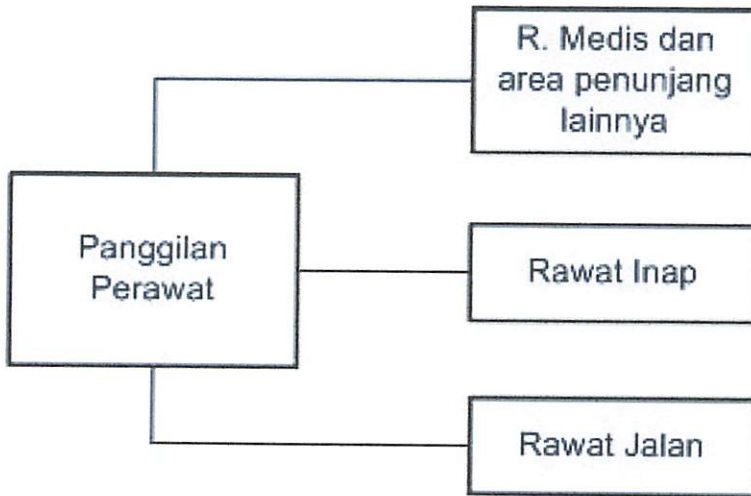 R. Medis dan
area penunjang
lainnya
Panggilan
Perawat
Rawat Inap
Rawat Jalan